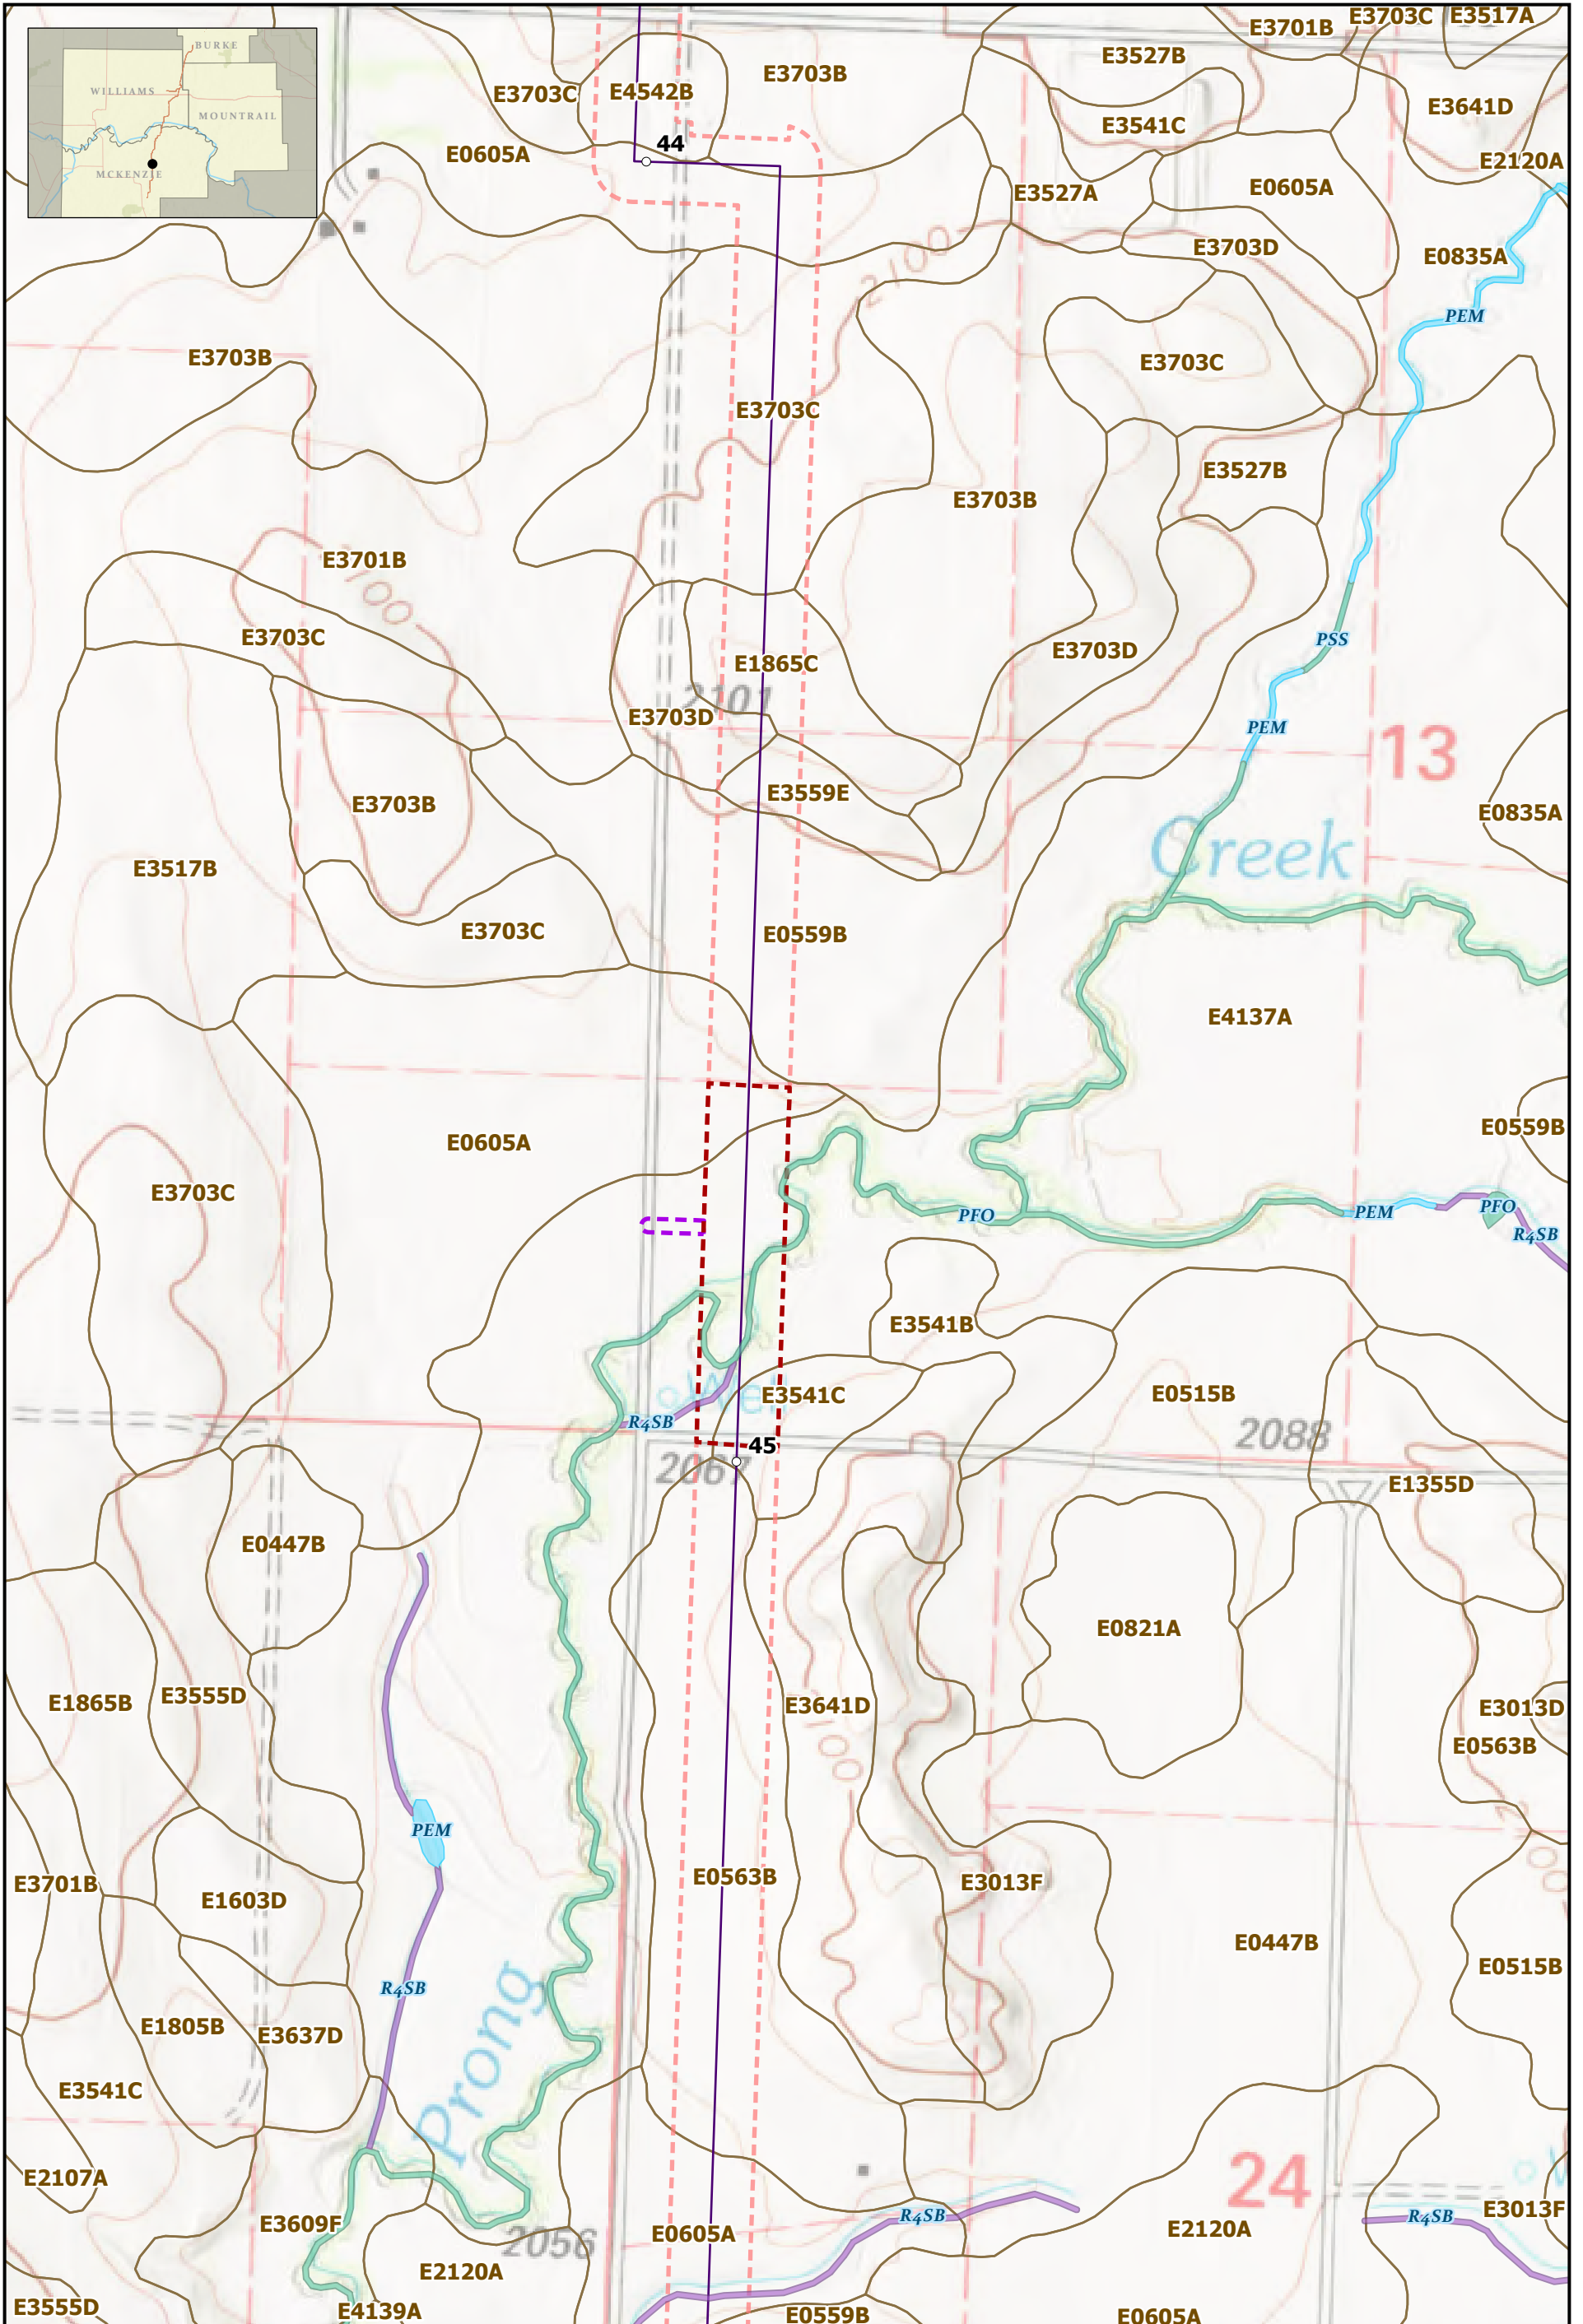 BURKE
WILLIAMS
MOUNTRAIL
MCKENZIE
E3701B
E3703C
E3517A
E3527B
E3703B
E3703C
E4542B
E3641D
E3541C
44
E0605A
E2120A
E3527A
E0605A
E3703D
E0835A
2100
PEM
E3703B
E3703C
E3703C
E3527B
E3703B
E3701B
E3703C
PSS
E3703D
E1865C
2101
E3703D
PEM
13
E3559E
E3703B
E0835A
Creek
E3517B
E3703C
E0559B
E4137A
E0559B
E0605A
E3703C
PFO
PEM
PFO
R4SB
E3541B
E0515B
E3541C
Well
R4SB
2088
45
2067
E1355D
E0447B
E0821A
E1865B
E3555D
E3641D
E3013D
E0563B
PEM
E0563B
E3013F
E3701B
E1603D
E0447B
E0515B
R4SB
E1805B
E3637D
Prong
E3541C
E2107A
24
E3609F
E0605A
R4SB
E2120A
R4SB
E3013F
2056
E2120A
E3555D
E4139A
E0559B
E0605A